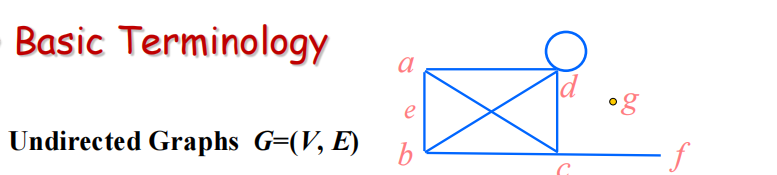 Basic Terminology
Undirected Graphs G=(V, E)
a
d
e
g
b
c
f